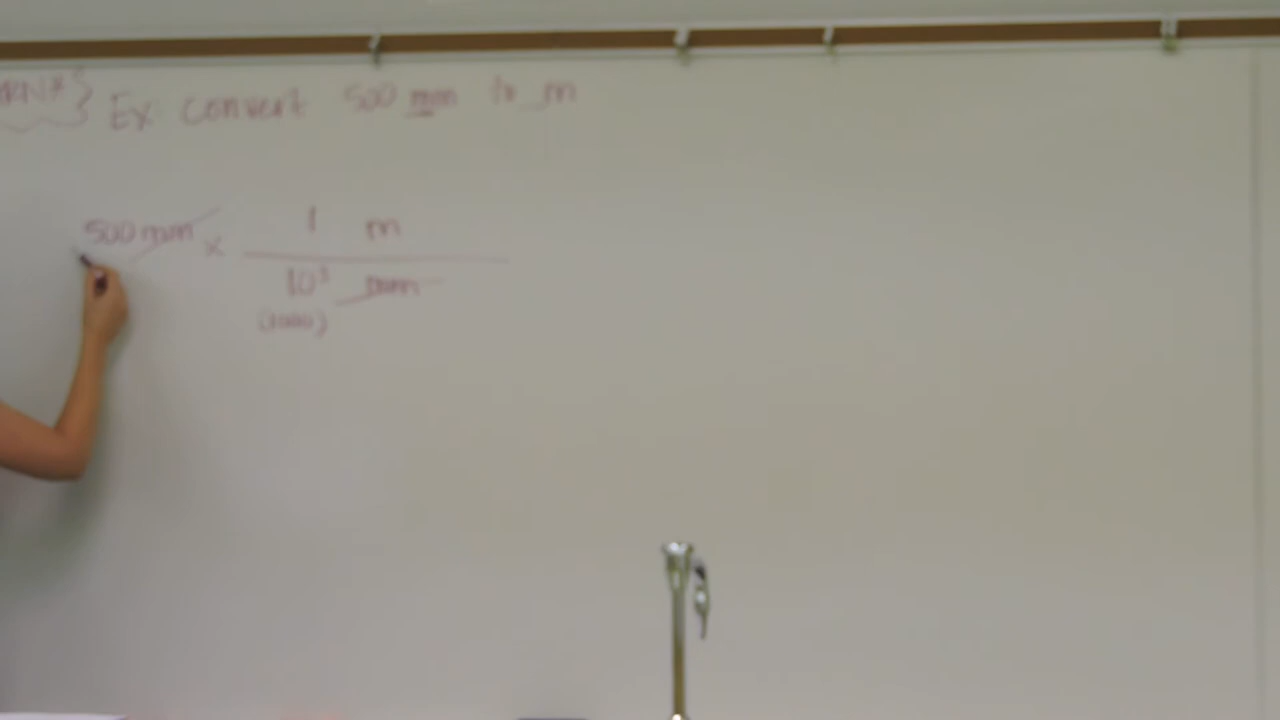 Ex: convert 500 mm to m
500 mm x 1 m
10³ mm
(1000)